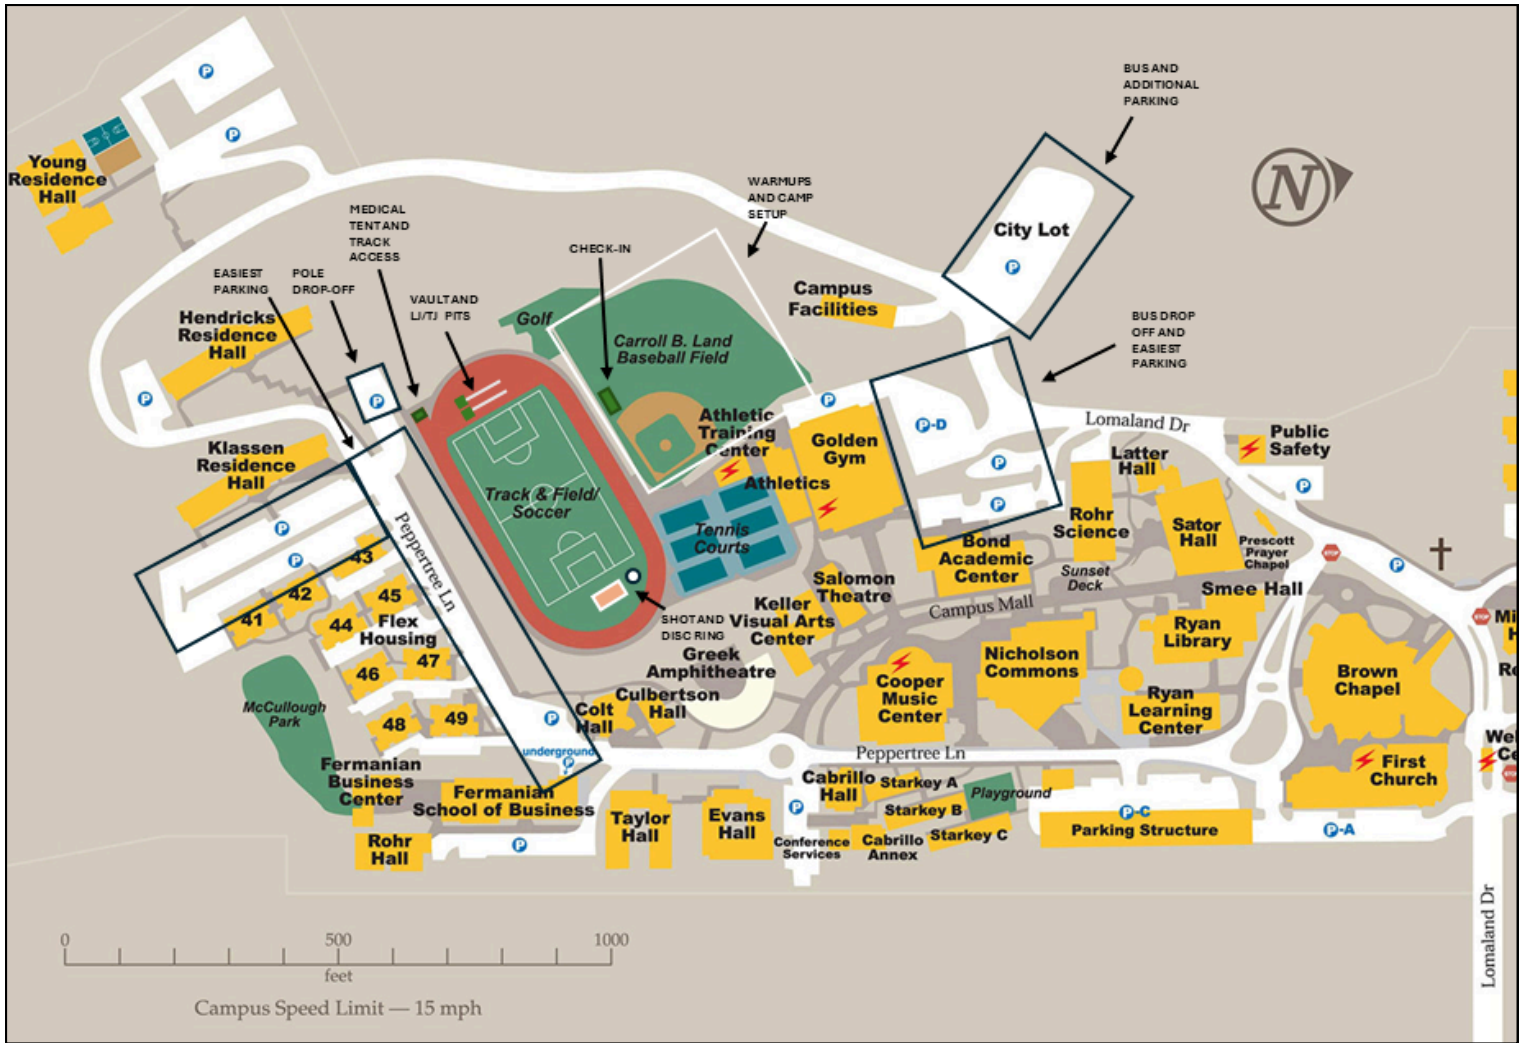 BUS AND
ADDITIONAL
PARKING
P
P
Young
Residence
Hall
WARMUPS
AND CAMP
SETUP
N
MEDICAL
TENT AND
TRACK
ACCESS
City Lot
P
CHECK-IN
EASIEST
PARKING
POLE
DROP-OFF
VAULT AND
LJ/TJ PITS
Campus
Facilities
Hendricks
Residence
Hall
Golf
Carroll B. Land
Baseball Field
BUS DROP
OFF AND
EASIEST
PARKING
P
P
P
P-D
Athletic
Training
Center
Golden
Gym
Lomaland Dr
Public
Safety
Klassen
Residence
Hall
Latter
Hall
P
Athletics
P
P
Track & Field/
Soccer
Tennis
Courts
Rohr
Science
Sator
Hall
Prescott
Prayer
Chapel
STOP
P
P
P
Peppertree Ln
43
42
41
45
44
Flex
Housing
46
47
48
49
Bond
Academic
Center
Sunset
Deck
Smee Hall
Salomon
Theatre
Keller
Visual Arts
Center
Campus Mall
SHOT AND
DISC RING
Ryan
Library
STOP
Mi
H
Re
Greek
Amphitheatre
Nicholson
Commons
Cooper
Music
Center
Brown
Chapel
McCullough
Park
Culbertson
Hall
Colt
Hall
Ryan
Learning
Center
P
underground
P
Peppertree Ln
Wel
Ce
STOP
First
Church
Fermanian
Business
Center
Fermanian
School of Business
Cabrillo
Hall
Starkey A
Playground
Starkey B
Starkey C
P
P-C
Parking Structure
P-A
Taylor
Hall
Evans
Hall
Rohr
Hall
P
Conference
Services
Cabrillo
Annex
Lomaland Dr
0 500 1000
feet
Campus Speed Limit — 15 mph